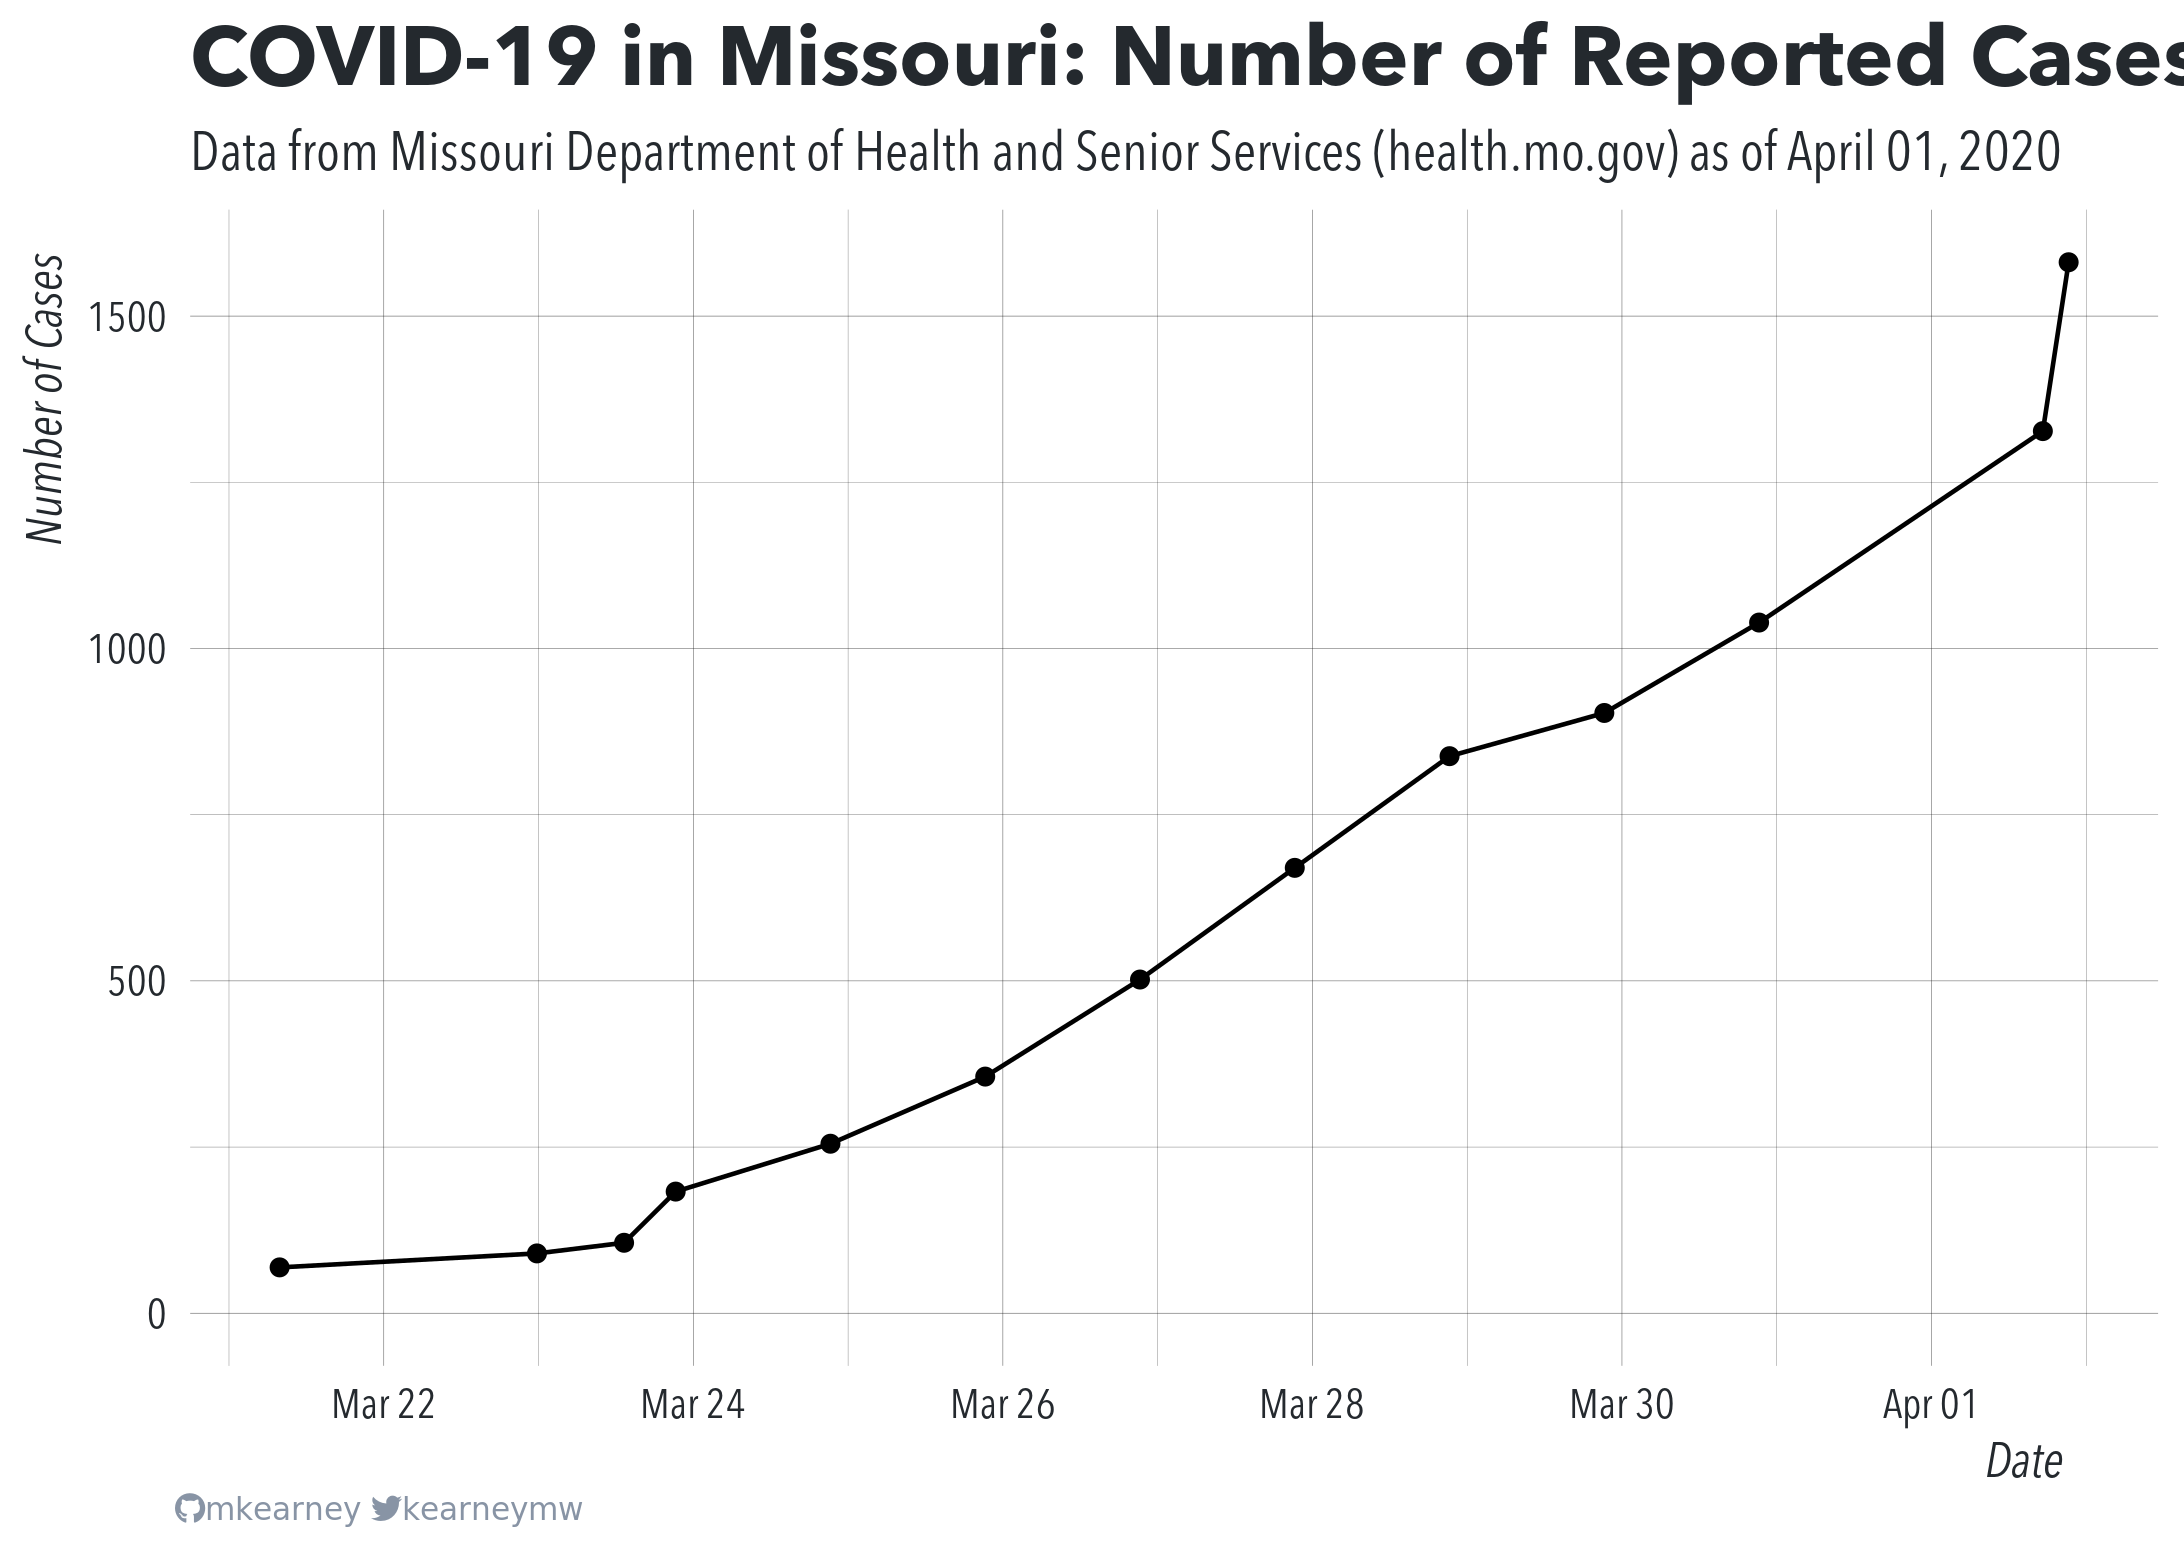 COVID-19 in Missouri: Number of Reported Cases
Data from Missouri Department of Health and Senior Services (health.mo.gov) as of April 01, 2020
Number of Cases
1500
1000
500
0
Mar 22 Mar 24 Mar 26 Mar 28 Mar 30 Apr 01
Date
mkearney kearneymw